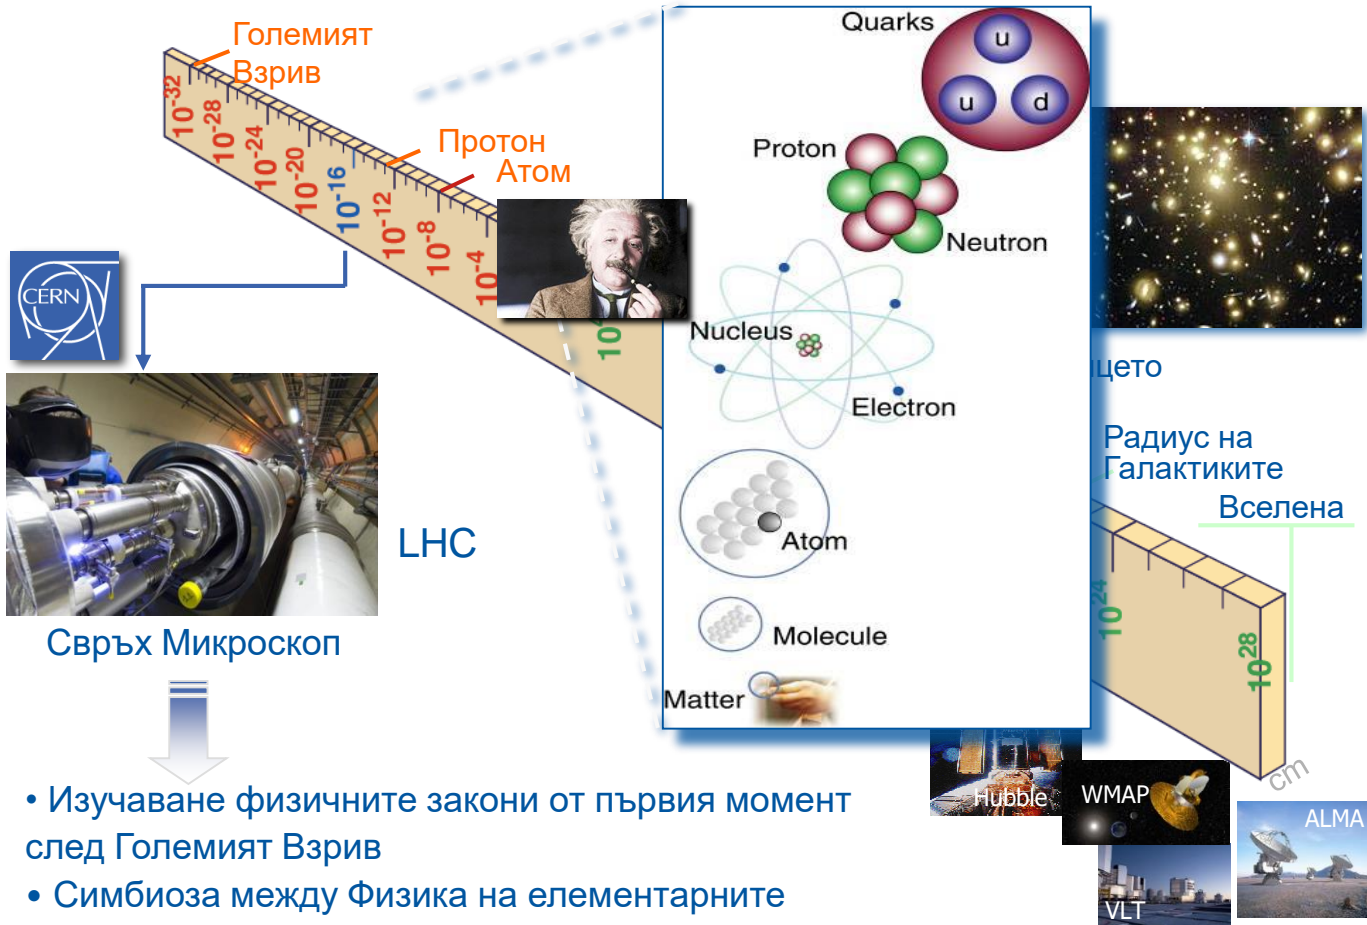 Големият
Взрив
Протон
Атом
10-32
10-28
10-24
10-20
10-16
10-12
10-8
10-4
CERN
LHC
Свръх Микроскоп
Quarks
u
u
d
Proton
Neutron
Nucleus
Electron
Atom
Molecule
Matter
Радиус на
Галактиките
Вселена
1024
1028
cm
Hubble
WMAP
ALMA
VLT
• Изучаване физичните закони от първия момент
след Големият Взрив
• Симбиоза между Физика на елементарните